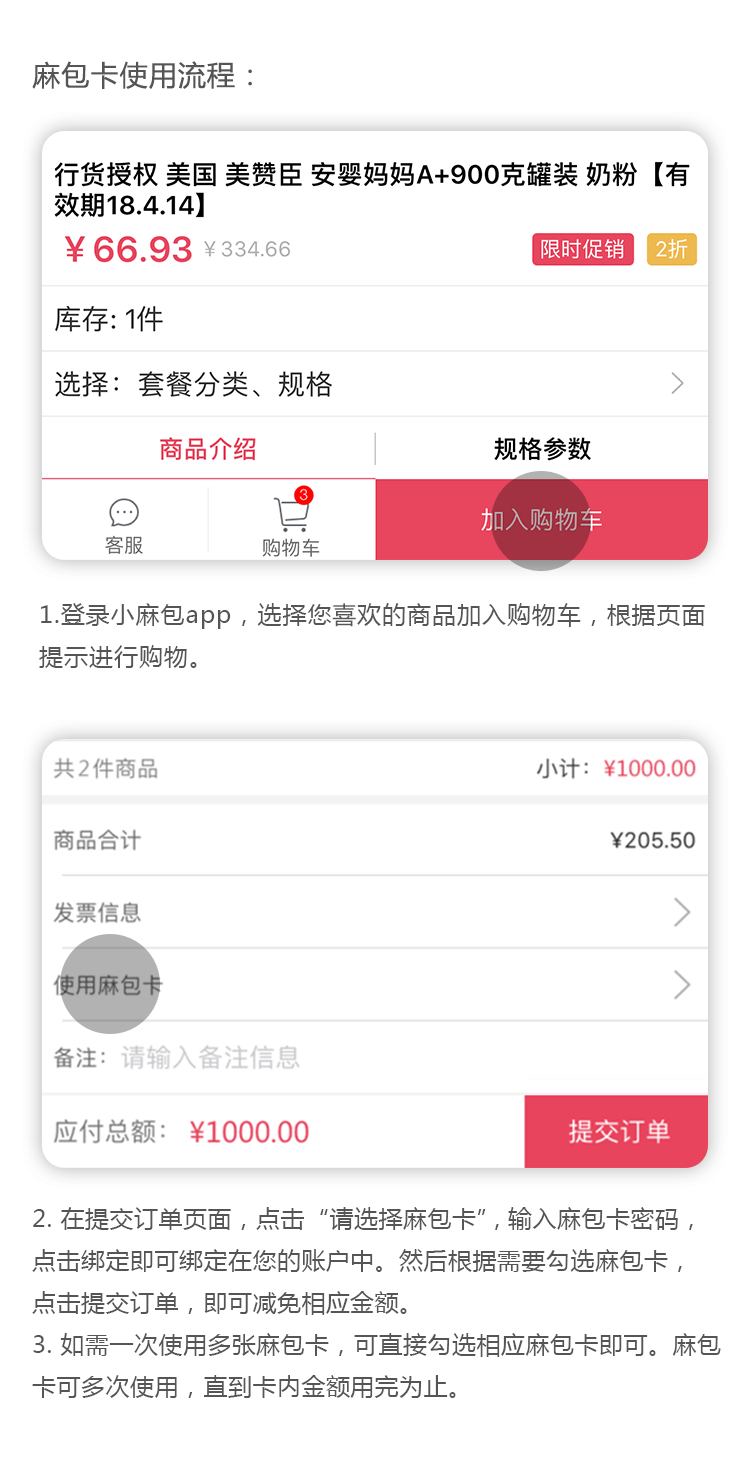 麻包卡使用流程：
行货授权 美国 美赞臣 安婴妈妈A+900克罐装 奶粉【有
效期18.4.14】
¥ 66.93 ¥ 334.66 限时促销 2折
库存: 1件
选择：套餐分类、规格
商品介绍 规格参数
3
客服 购物车 加入购物车
1.登录小麻包app，选择您喜欢的商品加入购物车，根据页面
提示进行购物。
共2件商品 小计：¥1000.00
商品合计 ¥205.50
发票信息
使用麻包卡
备注：请输入备注信息
应付总额：¥1000.00 提交订单
2. 在提交订单页面，点击“请选择麻包卡”，输入麻包卡密码，
点击绑定即可绑定在您的账户中。然后根据需要勾选麻包卡，
点击提交订单，即可减免相应金额。
3. 如需一次使用多张麻包卡，可直接勾选相应麻包卡即可。麻包
卡可多次使用，直到卡内金额用完为止。